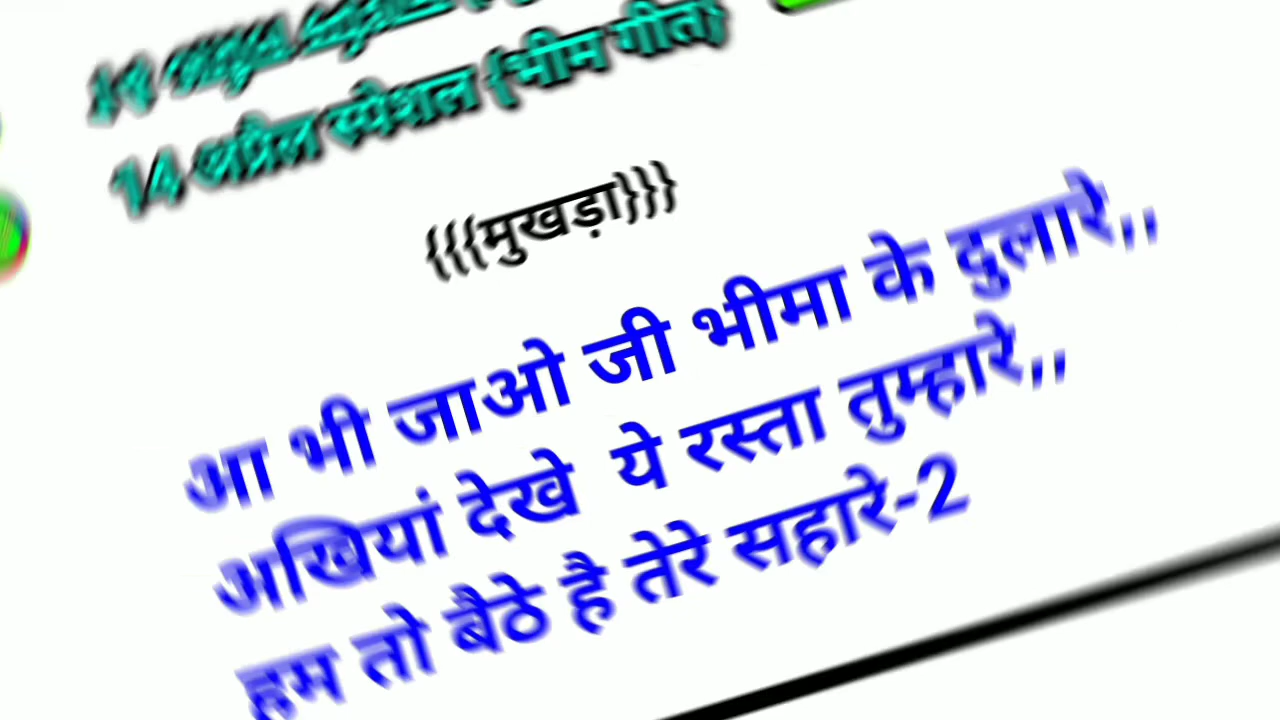 14 अप्रैल स्पेशल {भीम गीत}
{{{मुखड़ा}}}
आ भी जाओ जी भीमा के दुलारे,,
अखियां देखे ये रस्ता तुम्हारे,,
हम तो बैठे है तेरे सहारे-2